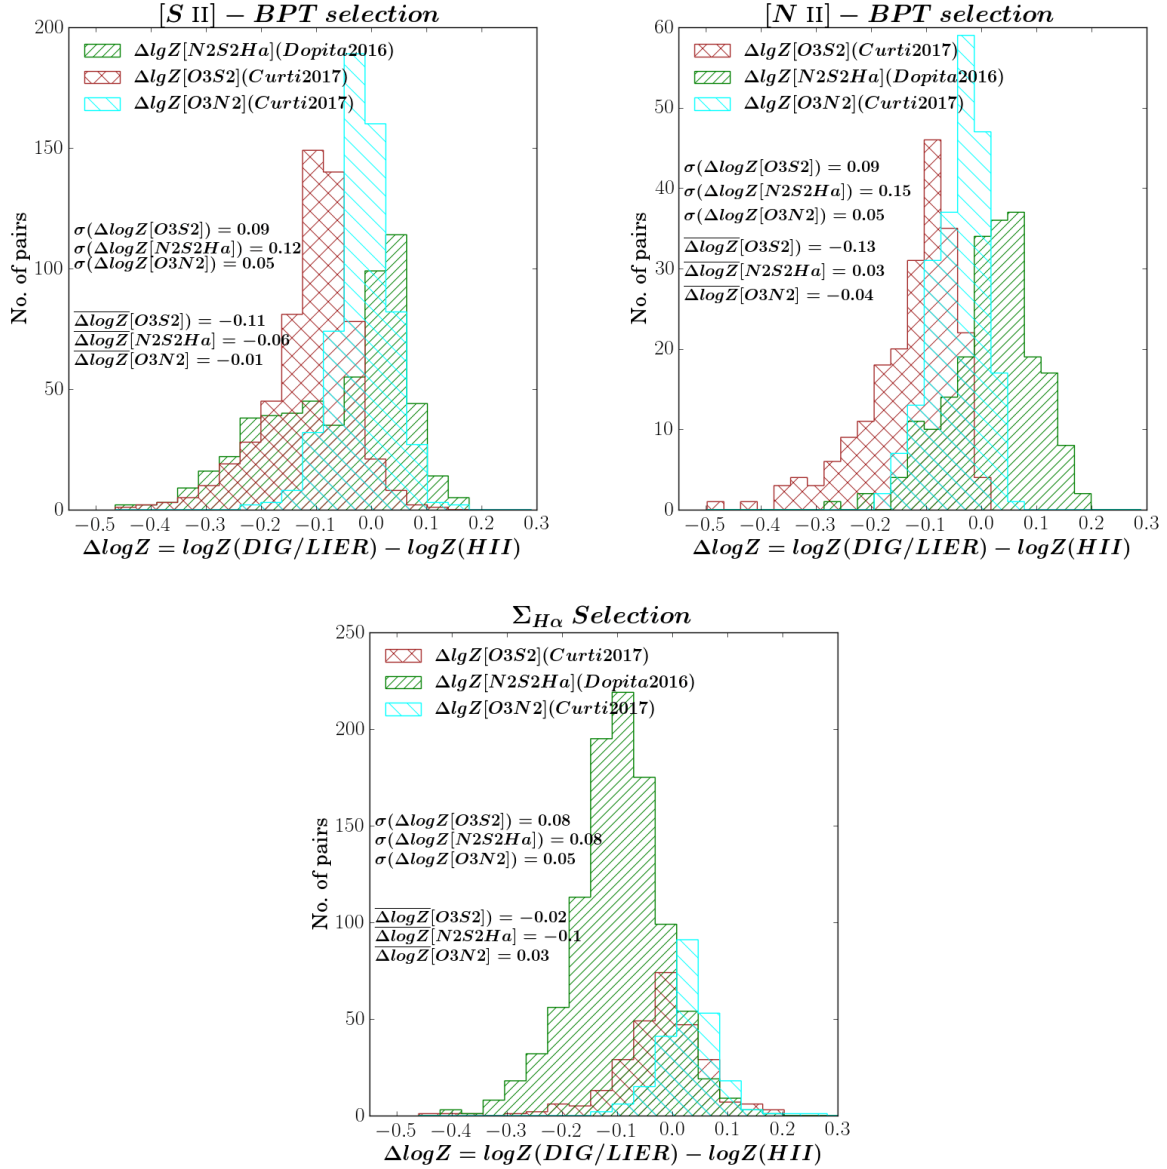 [S II] − BPT selection
200
150
100
50
0
No. of pairs
ΔlgZ[N2S2Ha](Dopita2016)
ΔlgZ[O3S2](Curti2017)
ΔlgZ[O3N2](Curti2017)
σ(ΔlogZ[O3S2]) = 0.09
σ(ΔlogZ[N2S2Ha]) = 0.12
σ(ΔlogZ[O3N2]) = 0.05
ΔlogZ[O3S2]) = −0.11
ΔlogZ[N2S2Ha] = −0.06
ΔlogZ[O3N2] = −0.01
−0.5 −0.4 −0.3 −0.2 −0.1 0.0 0.1 0.2 0.3
ΔlogZ = logZ(DIG/LIER) − logZ(HII)
[N II] − BPT selection
60
50
40
30
20
10
0
No. of pairs
ΔlgZ[O3S2](Curti2017)
ΔlgZ[N2S2Ha](Dopita2016)
ΔlgZ[O3N2](Curti2017)
σ(ΔlogZ[O3S2]) = 0.09
σ(ΔlogZ[N2S2Ha]) = 0.15
σ(ΔlogZ[O3N2]) = 0.05
ΔlogZ[O3S2]) = −0.13
ΔlogZ[N2S2Ha] = 0.03
ΔlogZ[O3N2] = −0.04
−0.5 −0.4 −0.3 −0.2 −0.1 0.0 0.1 0.2 0.3
ΔlogZ = logZ(DIG/LIER) − logZ(HII)
Σ_Hα Selection
250
200
150
100
50
0
No. of pairs
ΔlgZ[O3S2](Curti2017)
ΔlgZ[N2S2Ha](Dopita2016)
ΔlgZ[O3N2](Curti2017)
σ(ΔlogZ[O3S2]) = 0.08
σ(ΔlogZ[N2S2Ha]) = 0.08
σ(ΔlogZ[O3N2]) = 0.05
ΔlogZ[O3S2]) = −0.02
ΔlogZ[N2S2Ha] = −0.1
ΔlogZ[O3N2] = 0.03
−0.5 −0.4 −0.3 −0.2 −0.1 0.0 0.1 0.2 0.3
ΔlogZ = logZ(DIG/LIER) − logZ(HII)